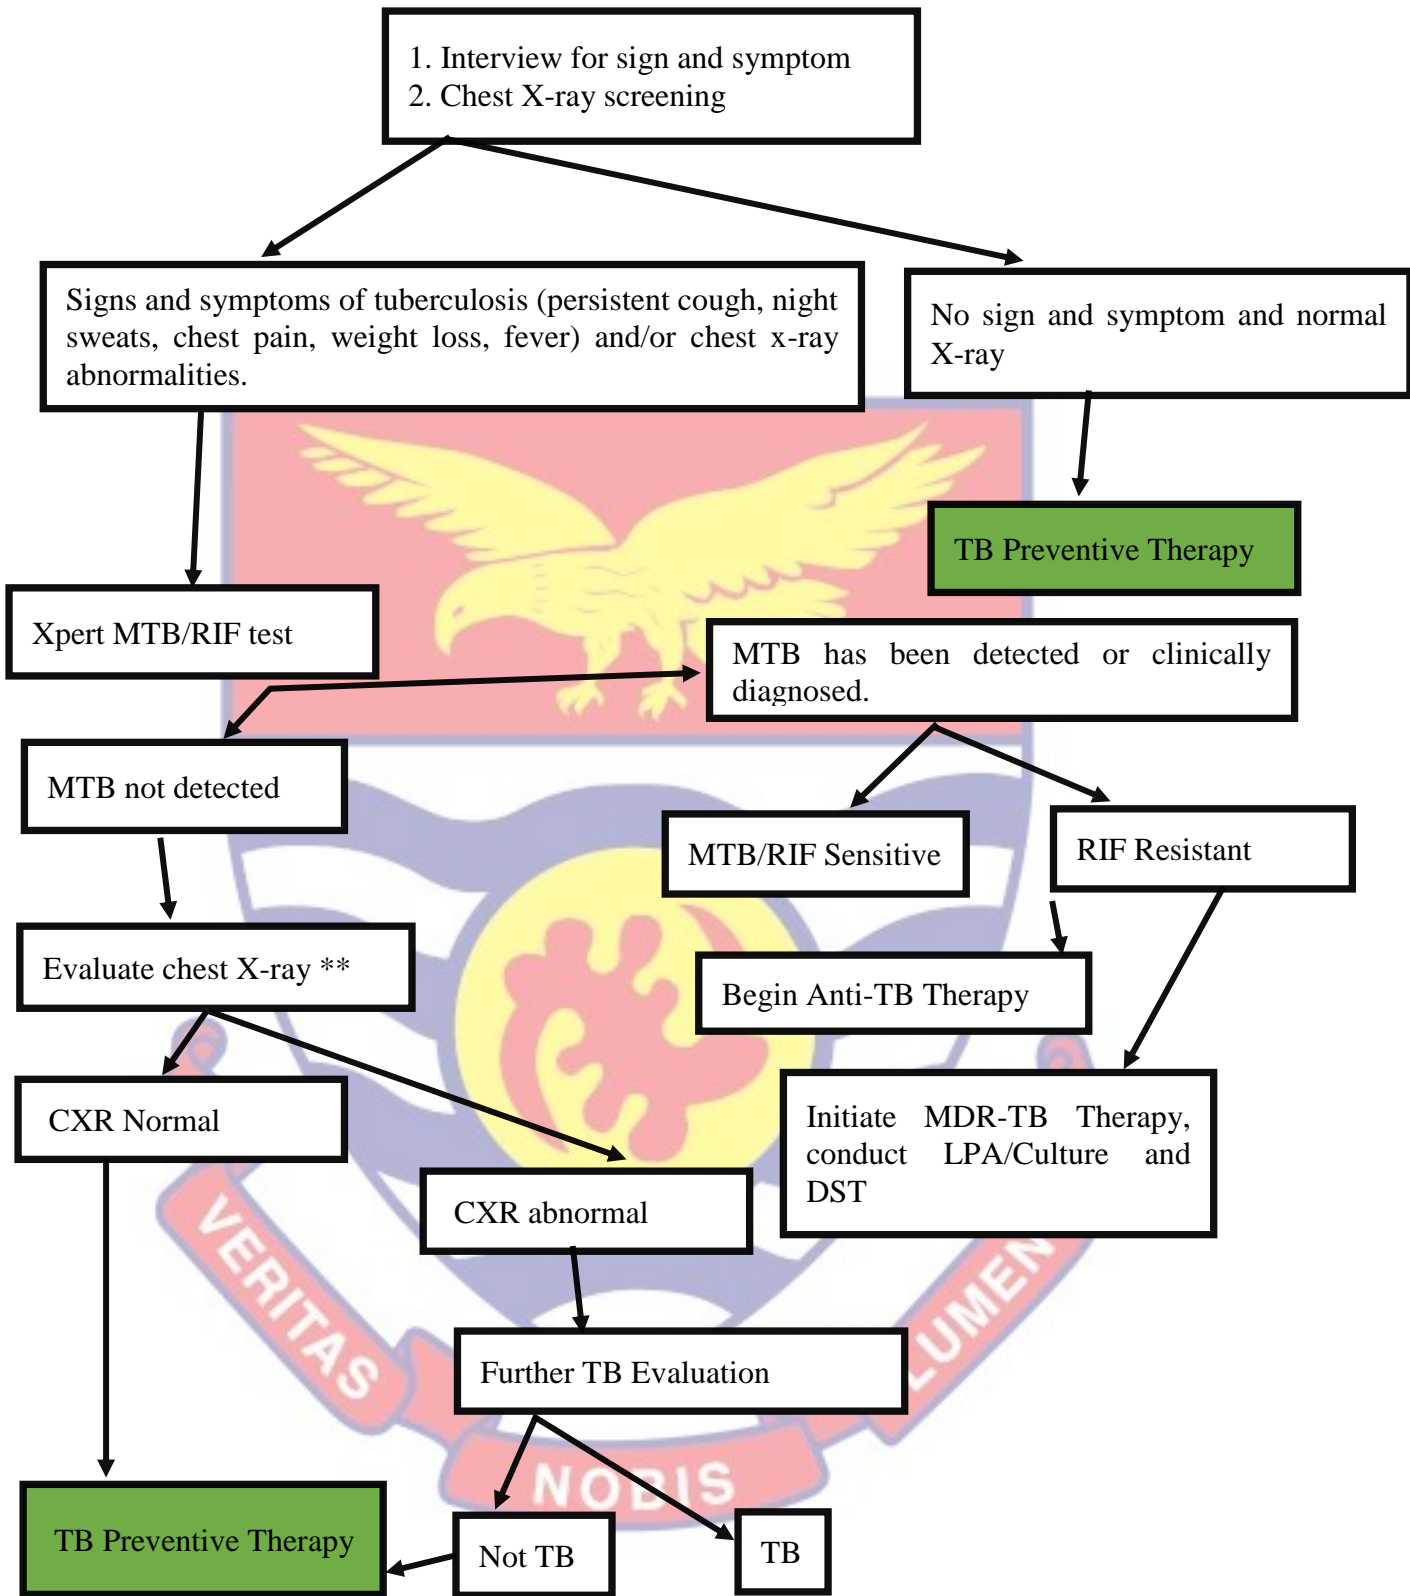 1. Interview for sign and symptom
2. Chest X-ray screening
Signs and symptoms of tuberculosis (persistent cough, night
sweats, chest pain, weight loss, fever) and/or chest x-ray
abnormalities.
No sign and symptom and normal
X-ray
TB Preventive Therapy
Xpert MTB/RIF test
MTB has been detected or clinically
diagnosed.
MTB not detected
MTB/RIF Sensitive
RIF Resistant
Evaluate chest X-ray **
Begin Anti-TB Therapy
CXR Normal
Initiate MDR-TB Therapy,
conduct LPA/Culture and
DST
CXR abnormal
Further TB Evaluation
TB Preventive Therapy
Not TB
TB
VERITAS
NOBIS
LUMEN